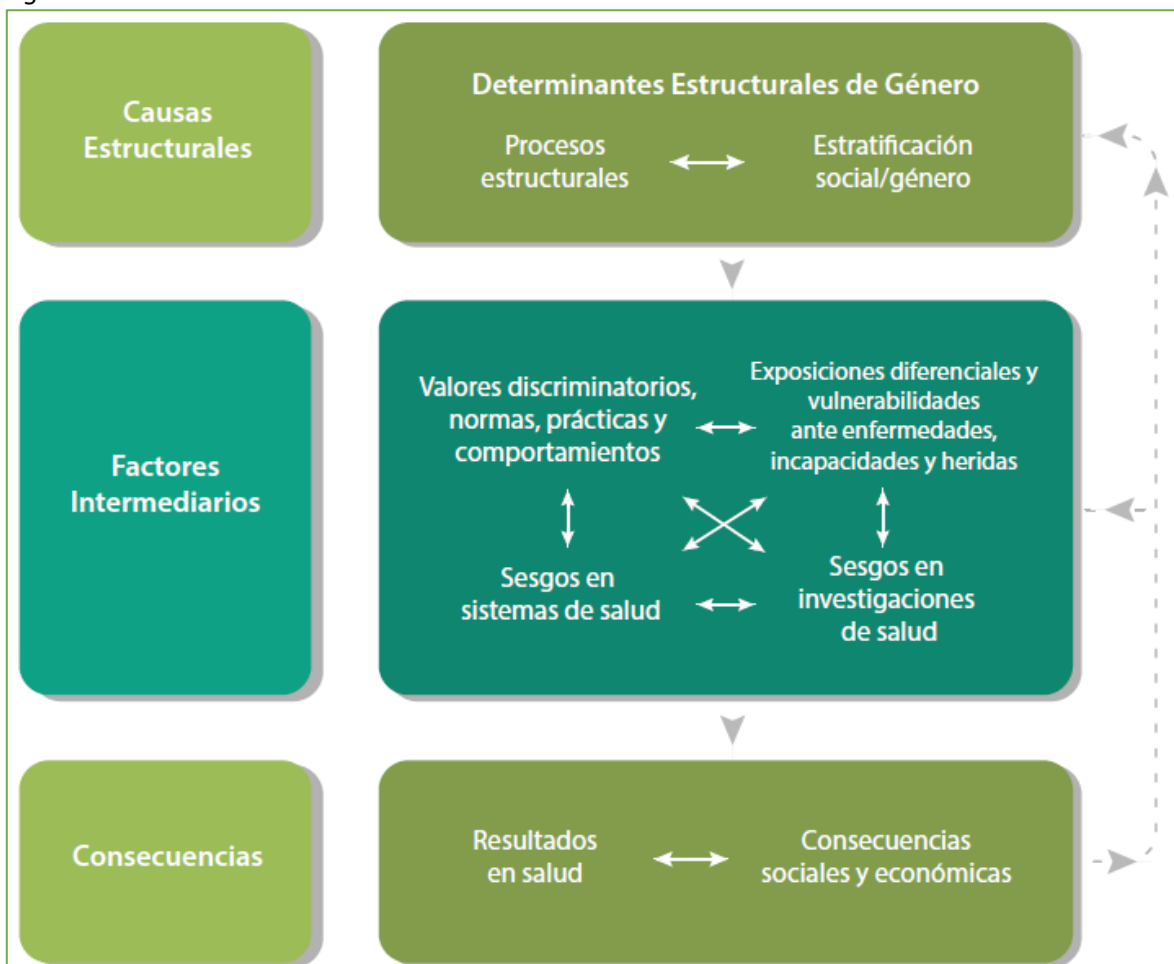 Causas
Estructurales
Determinantes Estructurales de Género
Procesos
estructurales
Estratificación
social/género
Factores
Intermediarios
Valores discriminatorios,
normas, prácticas y
comportamientos
Exposiciones diferenciales y
vulnerabilidades
ante enfermedades,
incapacidades y heridas
Sesgos en
sistemas de salud
Sesgos en
investigaciones
de salud
Consecuencias
Resultados
en salud
Consecuencias
sociales y económicas